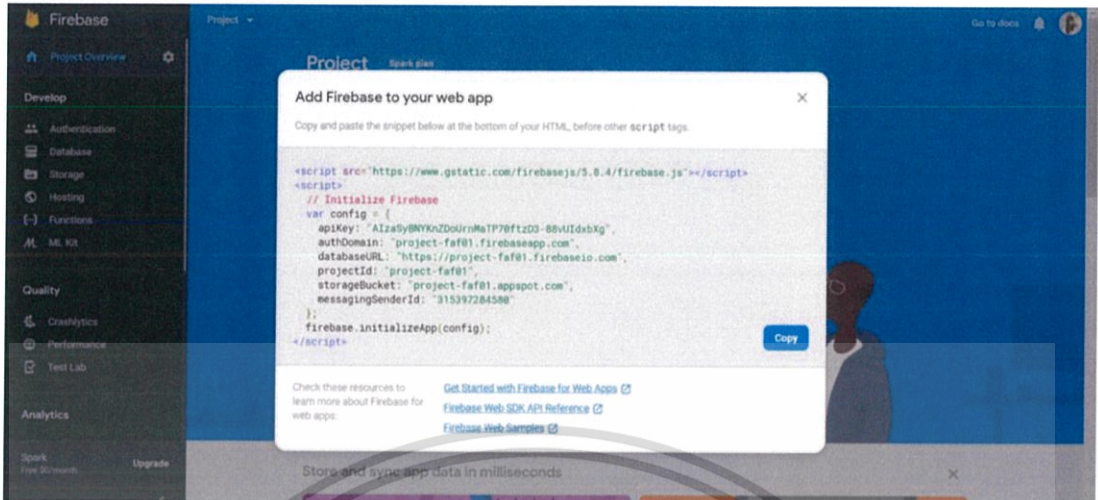 Firebase
Project
Go to docs
Project Overview
Project Spark plan
Add Firebase to your web app
Develop
Copy and paste the snippet below at the bottom of your HTML, before other script tags.
Authentication
Database
Storage
Hosting
Functions
ML Kit
<script src="https://www.gstatic.com/firebasejs/5.8.4/firebase.js"></script>
<script>
// Initialize Firebase
var config = {
apiKey:
authDomain: "project-faf01.firebaseapp.com",
databaseURL: "https://project-faf01.firebaseio.com",
projectId: "project-faf01",
storageBucket: "project-faf01.appspot.com",
messagingSenderId: "315397284580"
};
firebase.initializeApp(config);
</script>
Copy
Quality
Crashlytics
Performance
Test Lab
Check these resources to
learn more about Firebase for
web apps:
Get Started with Firebase for Web Apps
Firebase Web SDK API Reference
Firebase Web Samples
Analytics
Spark
Free $0/month
Upgrade
Store and sync app data in milliseconds